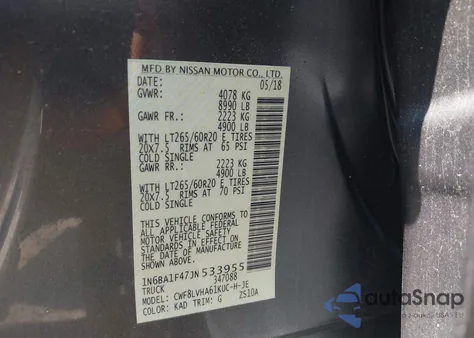 MFD BY NISSAN MOTOR CO., LTD.
DATE: 05/18
GVWR: 4078 KG
8990 LB
GAWR FR.: 2223 KG
4900 LB
WITH LT265/60R20 E TIRES
20x7.5 RIMS AT 65 PSI
COLD SINGLE
GAWR RR.: 2223 KG
4900 LB
WITH LT265/60R20 E TIRES
20x7.5 RIMS AT 70 PSI
COLD SINGLE
THIS VEHICLE CONFORMS TO
ALL APPLICABLE FEDERAL
MOTOR VEHICLE SAFETY
STANDARDS IN EFFECT ON
THE DATE OF MANUFACTURE
SHOWN ABOVE
1N6BA1F47JN533955
TRUCK 347088
MODEL: CWF8LVHA61KUC-H-JE
COLOR: KAD TRIM: G ZS10A
autoSnap